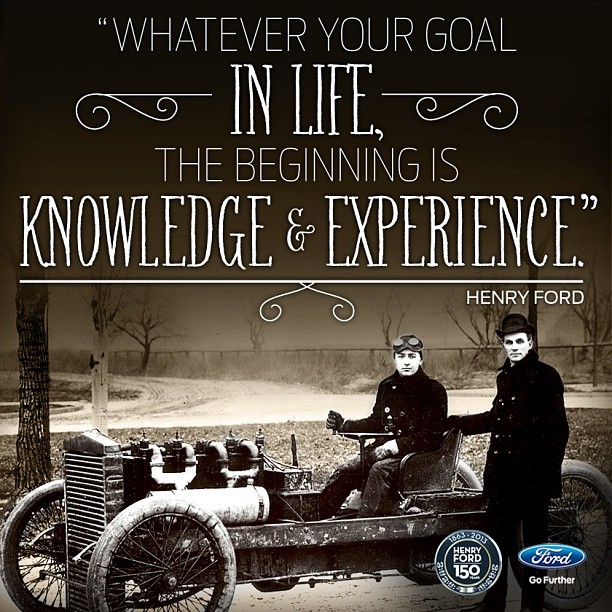 “WHATEVER YOUR GOAL
IN LIFE,
THE BEGINNING IS
KNOWLEDGE & EXPERIENCE.”
HENRY FORD
1863-2013
HENRY
FORD
150
Ford
Go Further